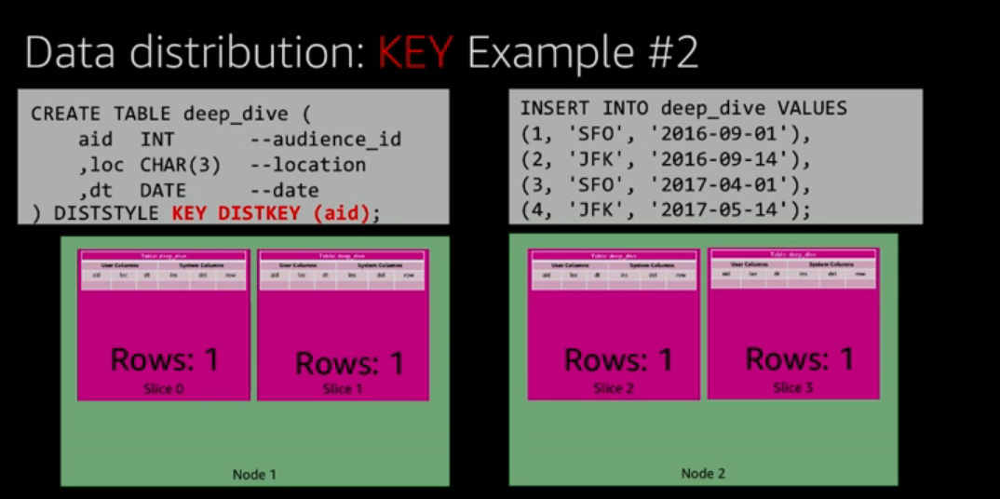 Data distribution: KEY Example #2
CREATE TABLE deep_dive (
aid INT --audience_id
,loc CHAR(3) --location
,dt DATE --date
) DISTSTYLE KEY DISTKEY (aid);
INSERT INTO deep_dive VALUES
(1, 'SFO', '2016-09-01'),
(2, 'JFK', '2016-09-14'),
(3, 'SFO', '2017-04-01'),
(4, 'JFK', '2017-05-14');
Table: deep_dive
User Columns System Columns
aid loc dt ins del row
Rows: 1
Slice 0
Table: deep_dive
User Columns System Columns
aid loc dt ins del row
Rows: 1
Slice 1
Node 1
Table: deep_dive
User Columns System Columns
aid loc dt ins del row
Rows: 1
Slice 2
Table: deep_dive
User Columns System Columns
aid loc dt ins del row
Rows: 1
Slice 3
Node 2